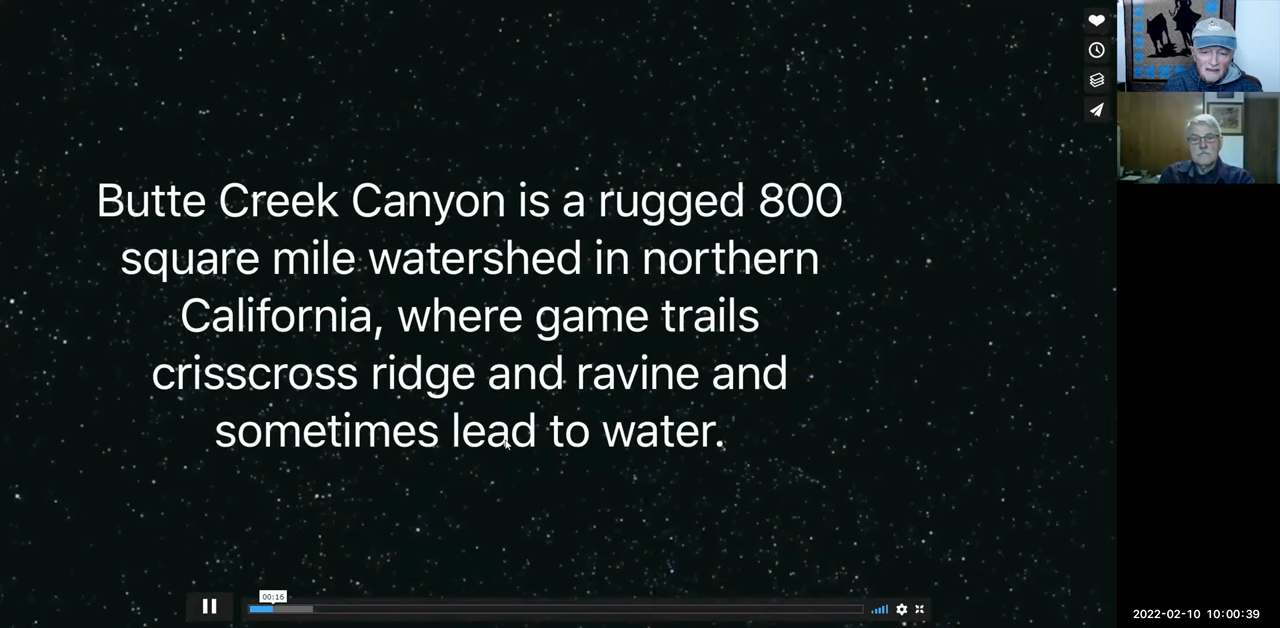 Butte Creek Canyon is a rugged 800
square mile watershed in northern
California, where game trails
crisscross ridge and ravine and
sometimes lead to water.
00:16
2022-02-10 10:00:39